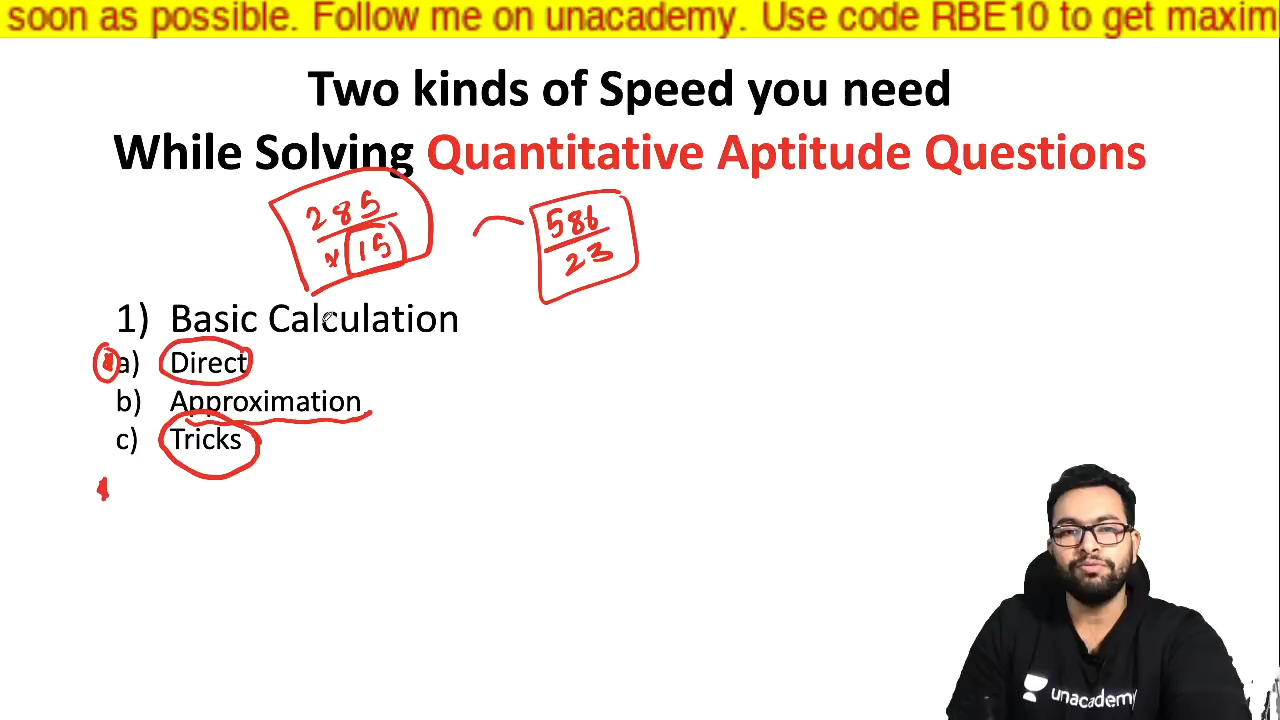 soon as possible. Follow me on unacademy. Use code RBE10 to get maxim
Two kinds of Speed you need
While Solving Quantitative Aptitude Questions
285
x 15
586
23
1) Basic Calculation
a) Direct
b) Approximation
c) Tricks
unacademy